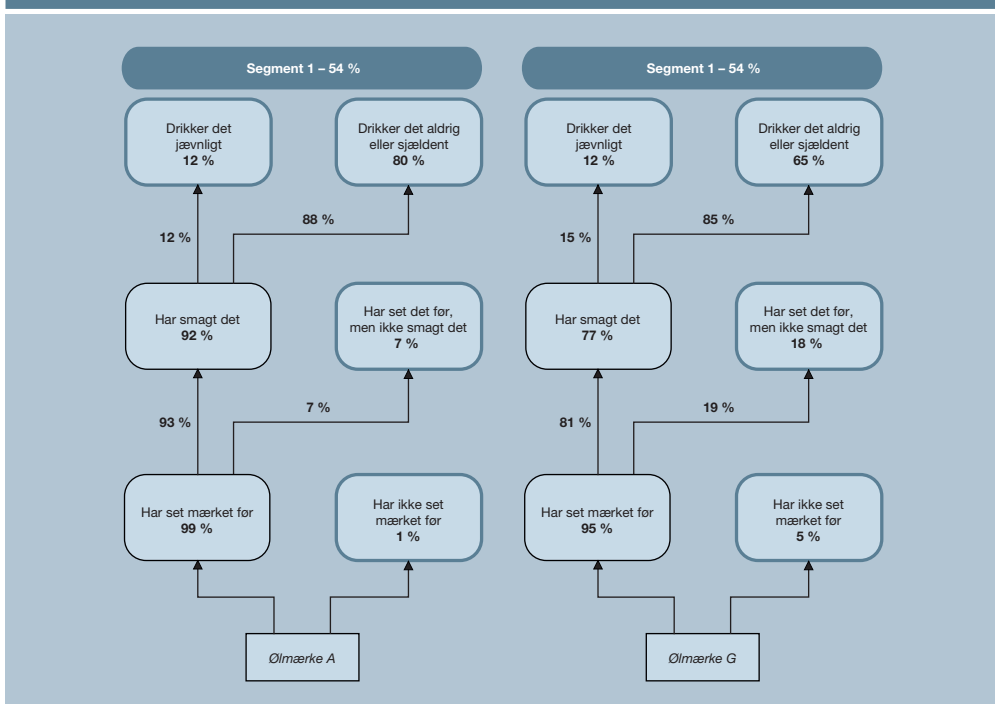 Segment 1 – 54 %
Drikker det
jævnligt
12 %
Drikker det aldrig
eller sjældent
80 %
12 %
88 %
Har smagt det
92 %
Har set det før,
men ikke smagt det
7 %
93 %
7 %
Har set mærket før
99 %
Har ikke set
mærket før
1 %
Ølmærke A
Segment 1 – 54 %
Drikker det
jævnligt
12 %
Drikker det aldrig
eller sjældent
65 %
15 %
85 %
Har smagt det
77 %
Har set det før,
men ikke smagt det
18 %
81 %
19 %
Har set mærket før
95 %
Har ikke set
mærket før
5 %
Ølmærke G